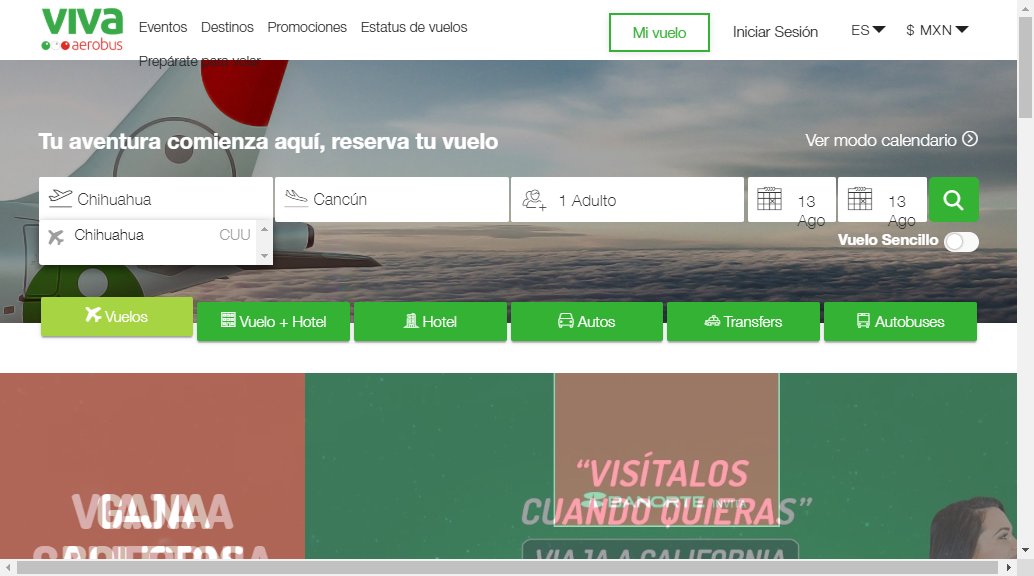 viva
aerobus
Eventos Destinos Promociones Estatus de vuelos
Prepárate para volar
Mi vuelo
Iniciar Sesión
ES
$ MXN
Tu aventura comienza aquí, reserva tu vuelo
Ver modo calendario
Chihuahua
Cancún
1 Adulto
13
Ago
13
Ago
Chihuahua CUU
Vuelo Sencillo
Vuelos
Vuelo + Hotel
Hotel
Autos
Transfers
Autobuses
GANA
“VISÍTALOS
CUANDO QUIERAS”
BANORTE INVITA
VIAJA A CALIFORNIA